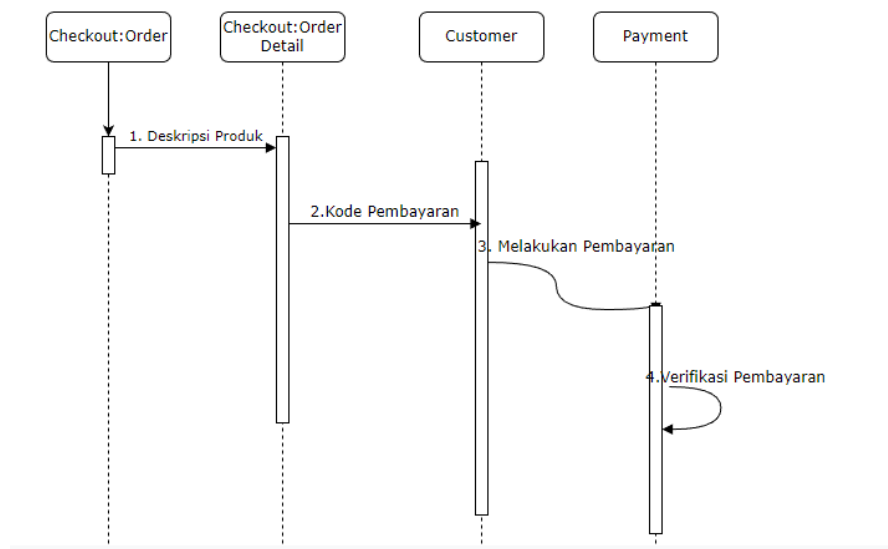 Checkout:Order
Checkout:Order
Detail
Customer
Payment
1. Deskripsi Produk
2.Kode Pembayaran
3. Melakukan Pembayaran
4.Verifikasi Pembayaran